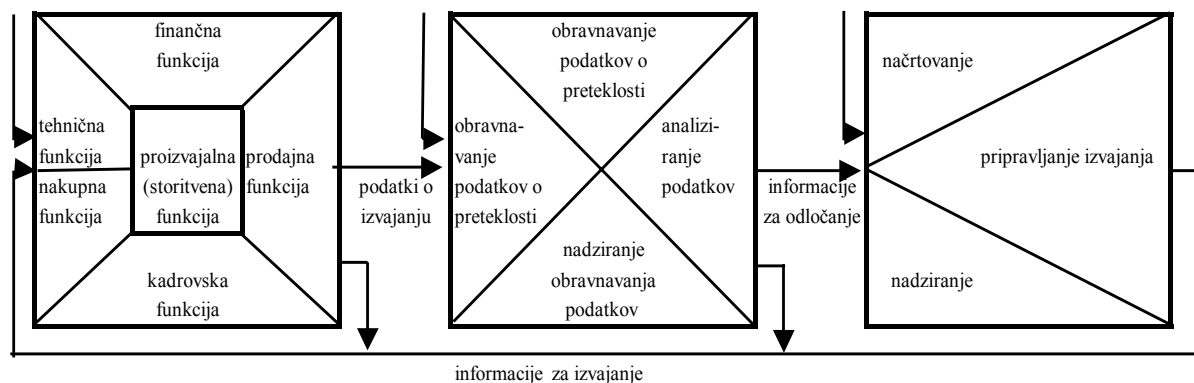 finančna
funkcija
tehnična
funkcija
nakupna
funkcija
proizvajalna
(storitvena)
funkcija
prodajna
funkcija
kadrovska
funkcija
podatki o
izvajanju
obravnavanje
podatkov o
preteklosti
obravna-
vanje
podatkov o
preteklosti
analizi-
ranje
podatkov
nadziranje
obravnavanja
podatkov
informacije
za odločanje
načrtovanje
pripravljanje izvajanja
nadziranje
informacije za izvajanje